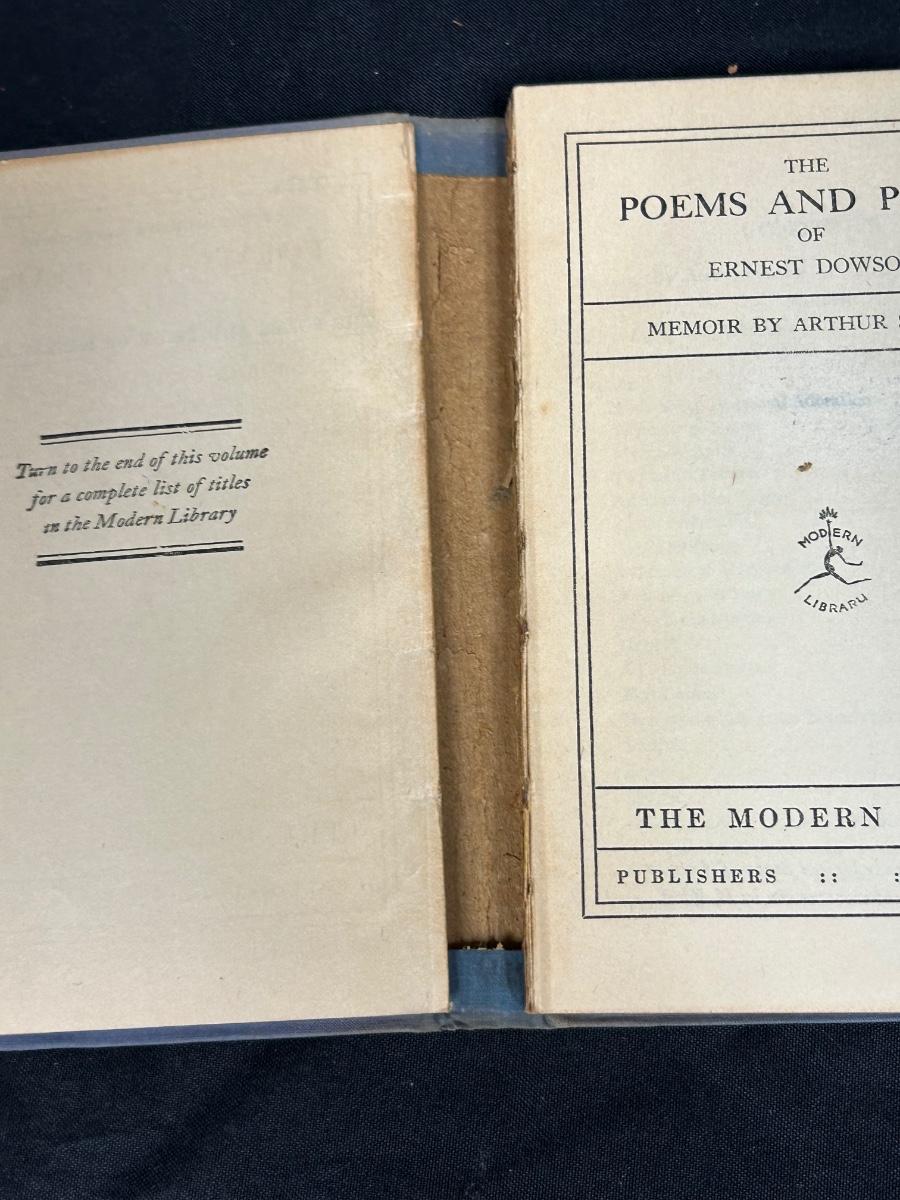 Turn to the end of this volume
for a complete list of titles
in the Modern Library
THE
POEMS AND P
OF
ERNEST DOWSO
MEMOIR BY ARTHUR S
Adoration
MODERN
LIBRARY
THE MODERN
PUBLISHERS :: :